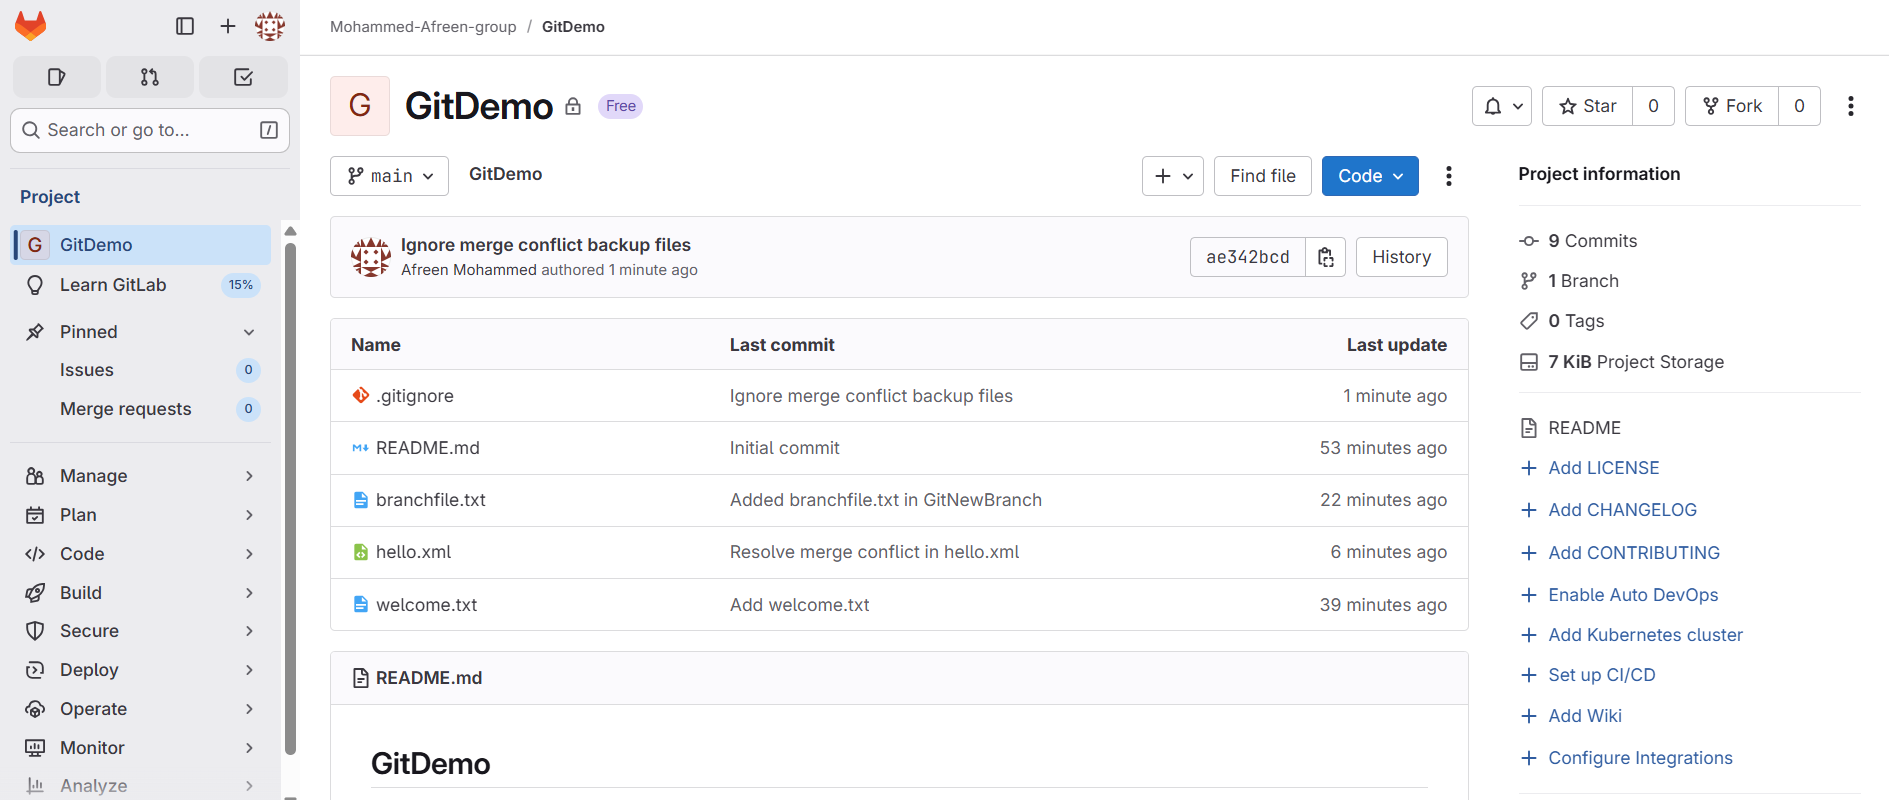 Mohammed-Afreen-group / GitDemo
Search or go to... /
Project
G GitDemo
Learn GitLab 15%
Pinned
Issues 0
Merge requests 0
Manage
Plan
Code
Build
Secure
Deploy
Operate
Monitor
Analyze
G GitDemo Free
Star 0 Fork 0
main GitDemo Find file Code
Ignore merge conflict backup files
Afreen Mohammed authored 1 minute ago
ae342bcd History
Name Last commit Last update
.gitignore Ignore merge conflict backup files 1 minute ago
README.md Initial commit 53 minutes ago
branchfile.txt Added branchfile.txt in GitNewBranch 22 minutes ago
hello.xml Resolve merge conflict in hello.xml 6 minutes ago
welcome.txt Add welcome.txt 39 minutes ago
README.md
GitDemo
Project information
9 Commits
1 Branch
0 Tags
7 KiB Project Storage
README
Add LICENSE
Add CHANGELOG
Add CONTRIBUTING
Enable Auto DevOps
Add Kubernetes cluster
Set up CI/CD
Add Wiki
Configure Integrations